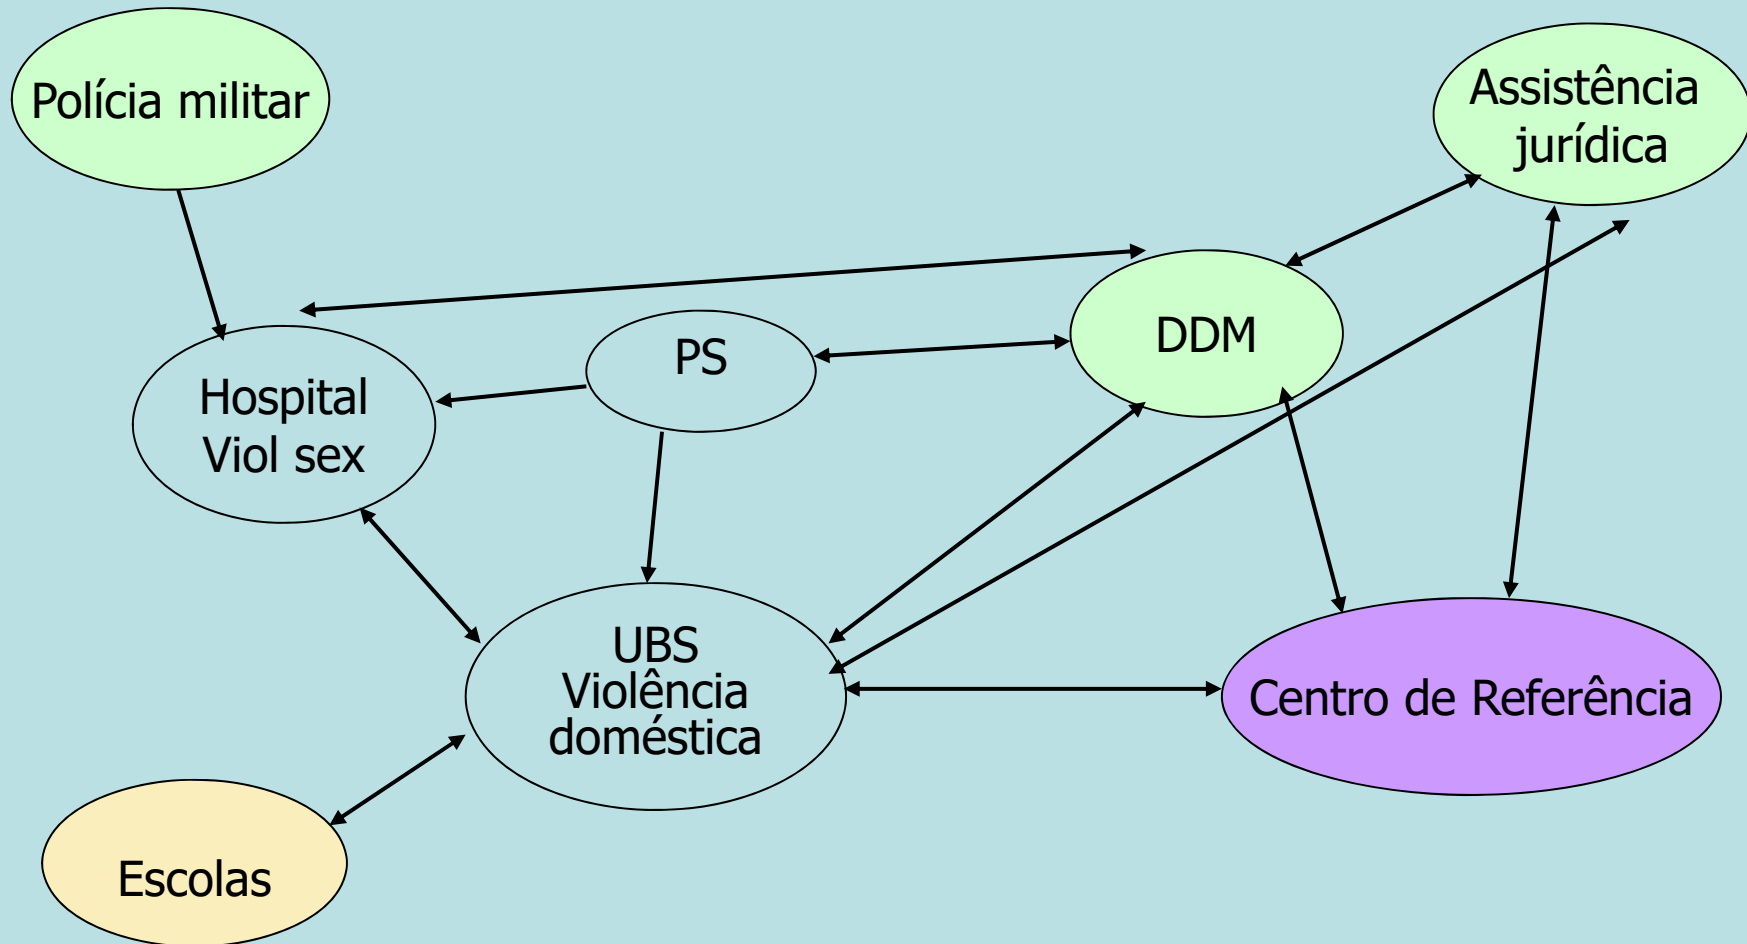 Polícia militar
Assistência
jurídica
DDM
PS
Hospital
Viol sex
UBS
Violência
doméstica
Centro de Referência
Escolas